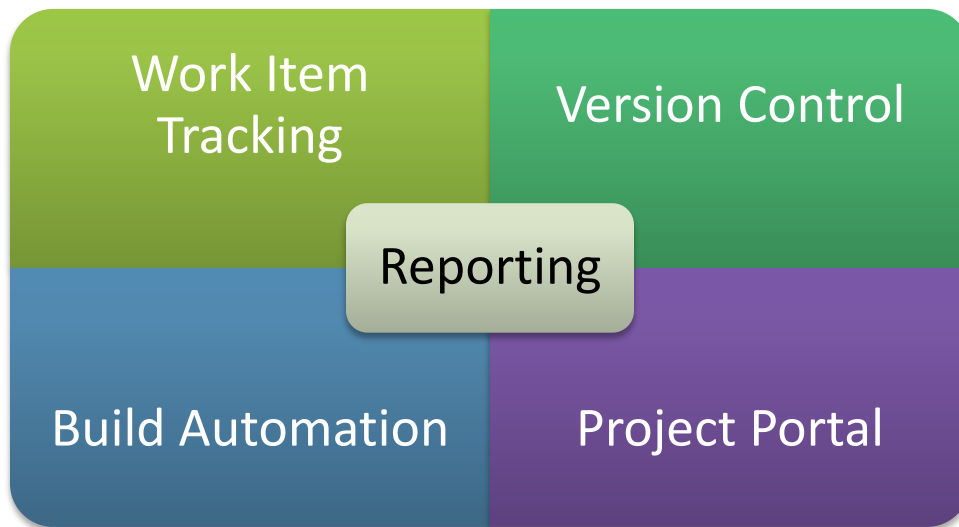 Work Item
Tracking
Version Control
Reporting
Build Automation
Project Portal